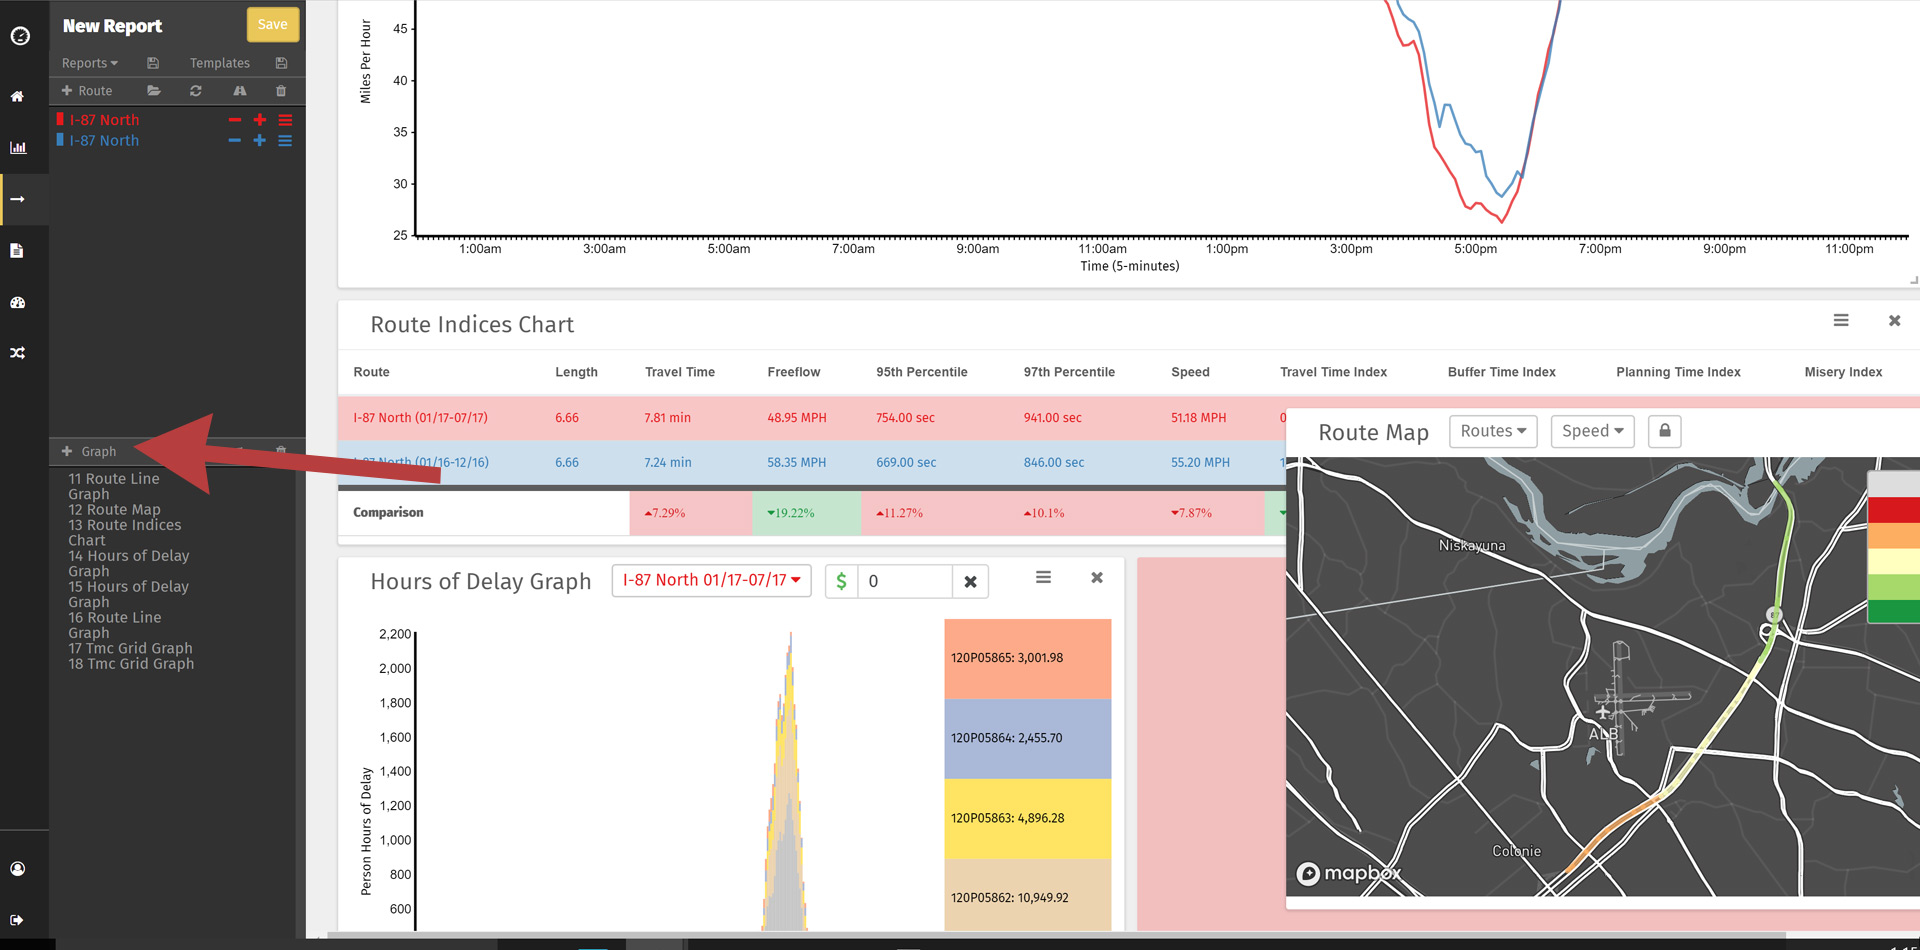 New Report
Save
Reports
Templates
Route
I-87 North
I-87 North
Graph
11 Route Line
Graph
12 Route Map
13 Route Indices
Chart
14 Hours of Delay
Graph
15 Hours of Delay
Graph
16 Route Line
Graph
17 Tmc Grid Graph
18 Tmc Grid Graph
Miles Per Hour
45
40
35
30
25
1:00am 3:00am 5:00am 7:00am 9:00am 11:00am 1:00pm 3:00pm 5:00pm 7:00pm 9:00pm 11:00pm
Time (5-minutes)
Route Indices Chart
Route Length Travel Time Freeflow 95th Percentile 97th Percentile Speed Travel Time Index Buffer Time Index Planning Time Index Misery Index
I-87 North (01/17-07/17) 6.66 7.81 min 48.95 MPH 754.00 sec 941.00 sec 51.18 MPH 0
I-87 North (01/16-12/16) 6.66 7.24 min 58.35 MPH 669.00 sec 846.00 sec 55.20 MPH 1
Comparison ▲7.29% ▼19.22% ▲11.27% ▲10.1% ▼7.87%
Hours of Delay Graph
I-87 North 01/17-07/17
$ 0
Person Hours of Delay
2,200
2,000
1,800
1,600
1,400
1,200
1,000
800
600
120P05865: 3,001.98
120P05864: 2,455.70
120P05863: 4,896.28
120P05862: 10,949.92
Route Map
Routes
Speed
Niskayuna
ALB
Colonie
mapbox